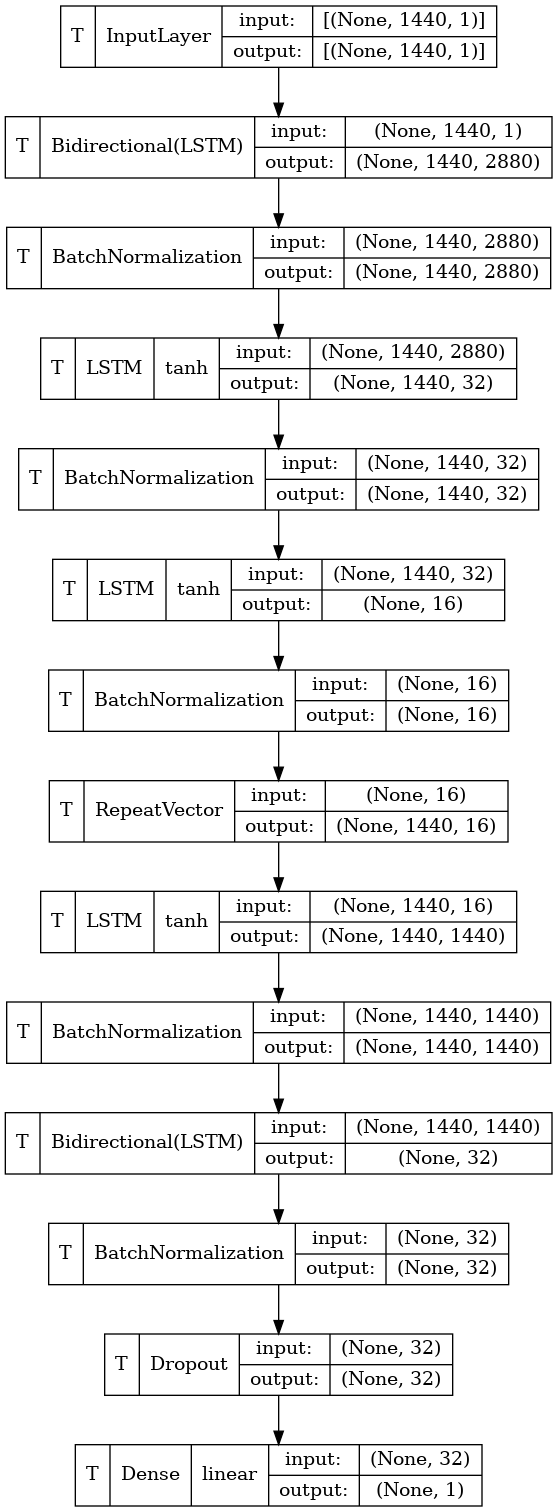 T InputLayer input: [(None, 1440, 1)]
output: [(None, 1440, 1)]
T Bidirectional(LSTM) input: (None, 1440, 1)
output: (None, 1440, 2880)
T BatchNormalization input: (None, 1440, 2880)
output: (None, 1440, 2880)
T LSTM tanh input: (None, 1440, 2880)
output: (None, 1440, 32)
T BatchNormalization input: (None, 1440, 32)
output: (None, 1440, 32)
T LSTM tanh input: (None, 1440, 32)
output: (None, 16)
T BatchNormalization input: (None, 16)
output: (None, 16)
T RepeatVector input: (None, 16)
output: (None, 1440, 16)
T LSTM tanh input: (None, 1440, 16)
output: (None, 1440, 1440)
T BatchNormalization input: (None, 1440, 1440)
output: (None, 1440, 1440)
T Bidirectional(LSTM) input: (None, 1440, 1440)
output: (None, 32)
T BatchNormalization input: (None, 32)
output: (None, 32)
T Dropout input: (None, 32)
output: (None, 32)
T Dense linear input: (None, 32)
output: (None, 1)